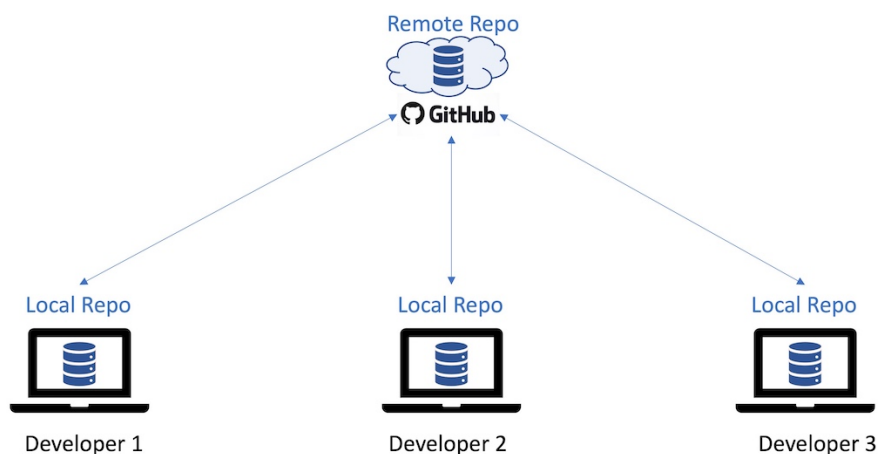 Remote Repo
GitHub
Local Repo
Local Repo
Local Repo
Developer 1
Developer 2
Developer 3